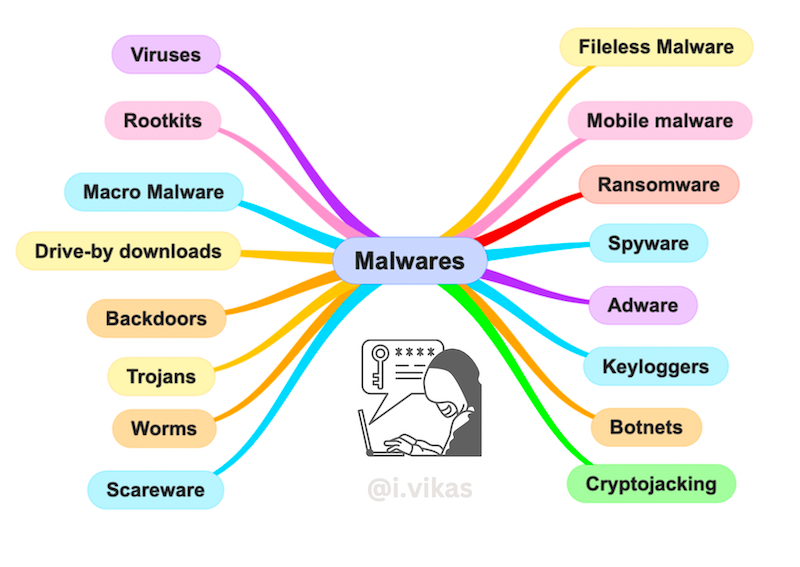 Viruses
Rootkits
Macro Malware
Drive-by downloads
Backdoors
Trojans
Worms
Scareware
Malwares
Fileless Malware
Mobile malware
Ransomware
Spyware
Adware
Keyloggers
Botnets
Cryptojacking
****
@i.vikas